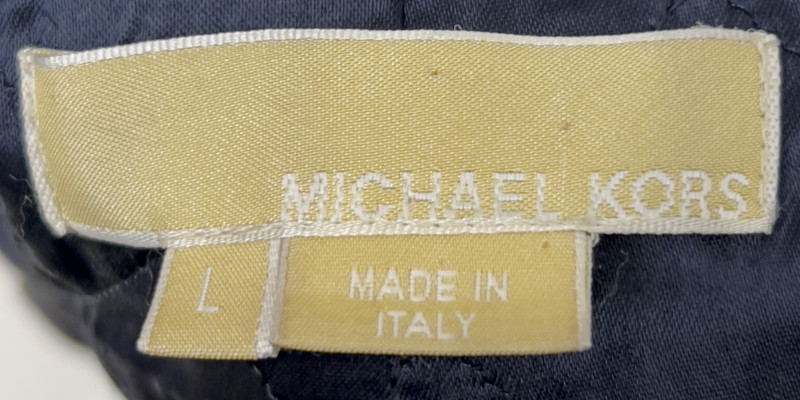 MICHAEL KORS
L
MADE IN
ITALY